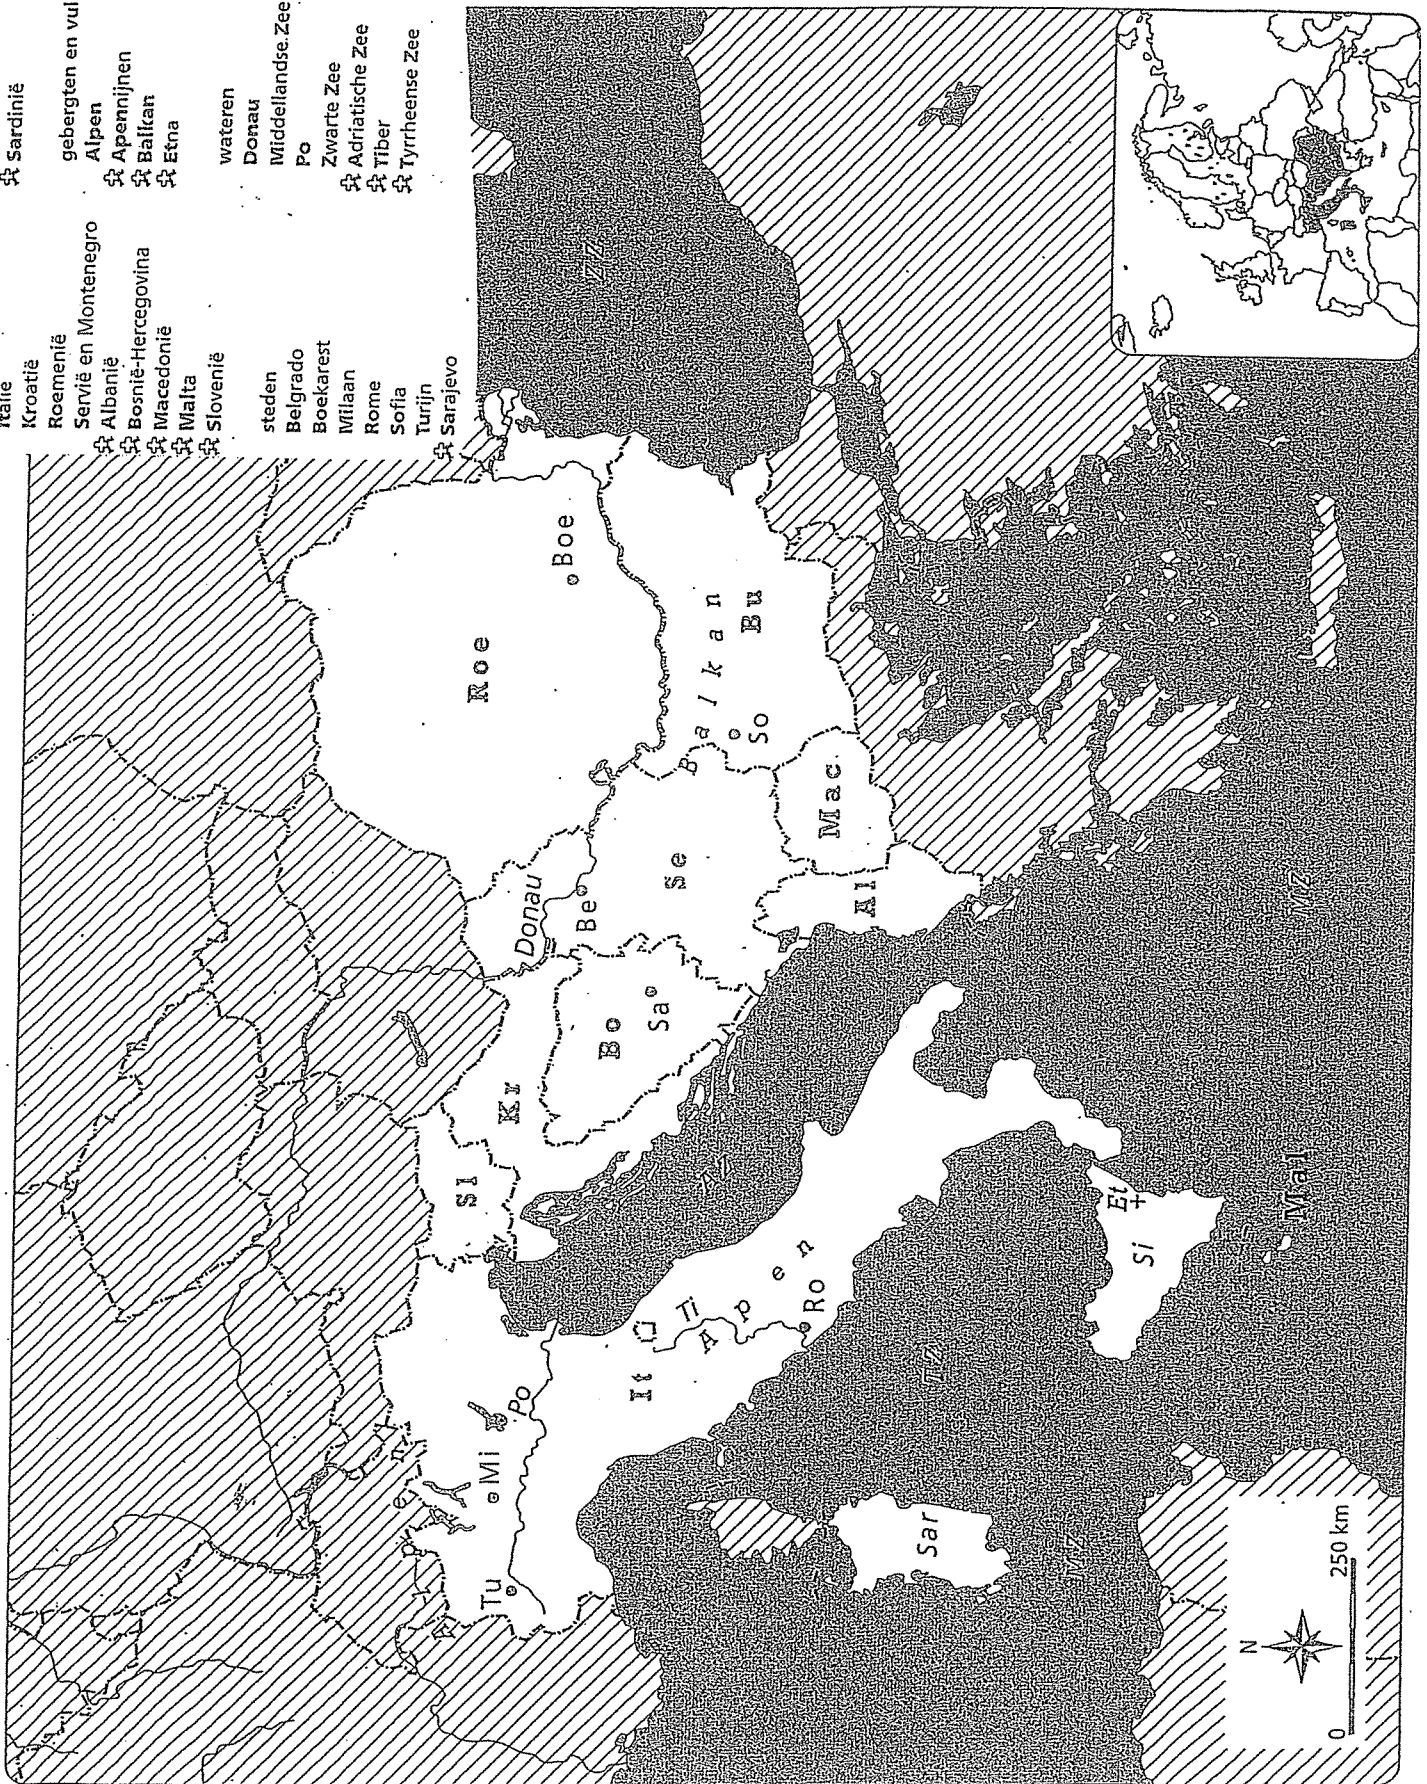 Italië
Kroatië
Roemenië
Servië en Montenegro
Albanië
Bosnië-Hercegovina
Macedonië
Malta
Slovenië
steden
Belgrado
Boekarest
Milan
Rome
Sofia
Turijn
Sarajevo
Sardinië
gebergten en vul
Alpen
Apennijnen
Balkan
Etna
wateren
Donau
Middellandse Zee
Po
Zwarte Zee
Adriatische Zee
Tiber
Tyrrheense Zee
ZZ
Roe
Boe
Balkan
Bu
So
Donau
Be
Se
Mac
Al
Kr
Bo
Sa
Sl
AZ
Alpen
Tu
Mi
Po
It
Ti
Apen
Ro
TZ
Sar
MZ
MZ
Si
Et
Mal
N
0 250 km